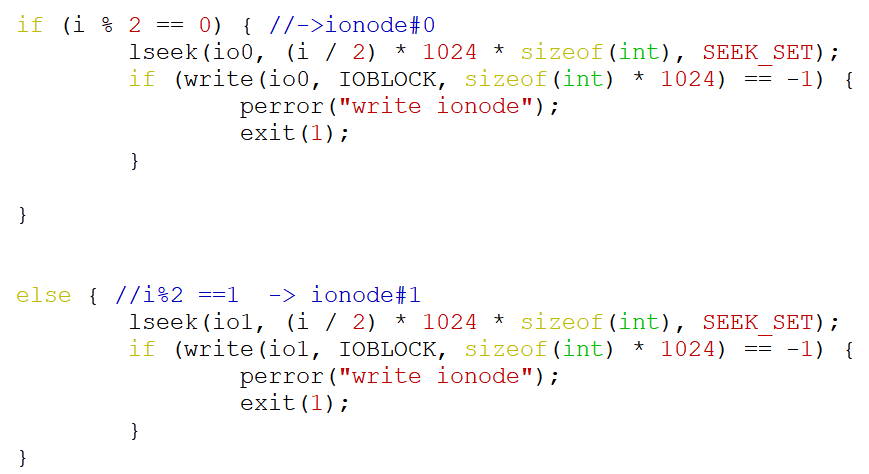 if (i % 2 == 0) { //->ionode#0
lseek(io0, (i / 2) * 1024 * sizeof(int), SEEK_SET);
if (write(io0, IOBLOCK, sizeof(int) * 1024) == -1) {
perror("write ionode");
exit(1);
}
}
else { //i%2 ==1  -> ionode#1
lseek(io1, (i / 2) * 1024 * sizeof(int), SEEK_SET);
if (write(io1, IOBLOCK, sizeof(int) * 1024) == -1) {
perror("write ionode");
exit(1);
}
}